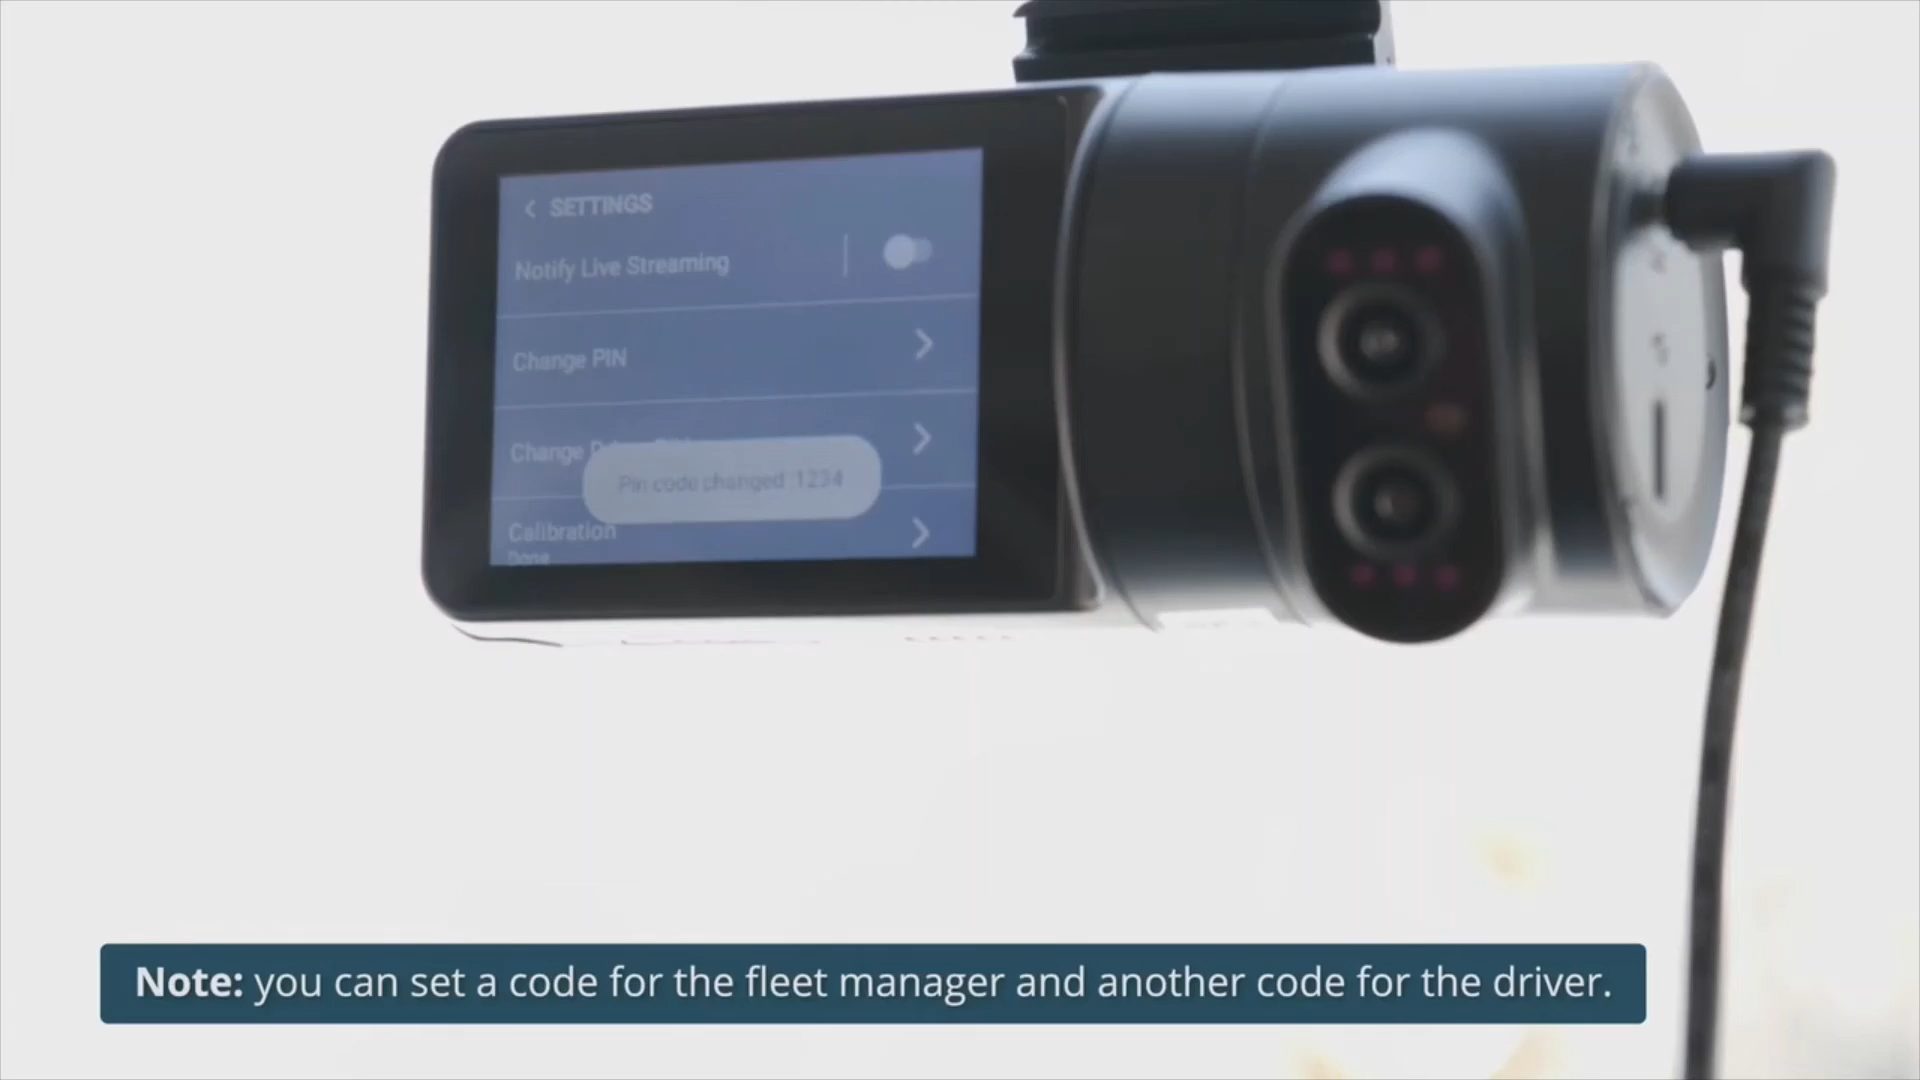 SETTINGS
Notify Live Streaming
Change PIN
Change
Pin code changed :1234
Calibration
Done
Note: you can set a code for the fleet manager and another code for the driver.